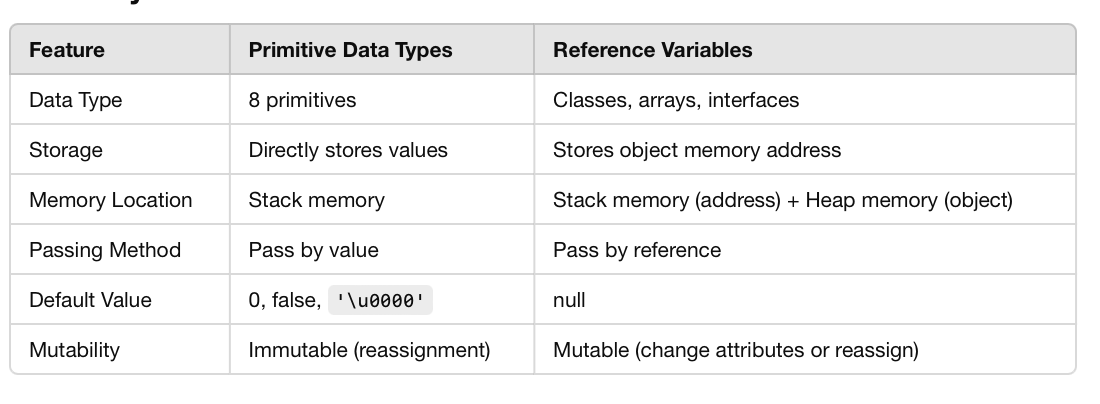 Feature Primitive Data Types Reference Variables
Data Type 8 primitives Classes, arrays, interfaces
Storage Directly stores values Stores object memory address
Memory Location Stack memory Stack memory (address) + Heap memory (object)
Passing Method Pass by value Pass by reference
Default Value 0, false, '\u0000' null
Mutability Immutable (reassignment) Mutable (change attributes or reassign)